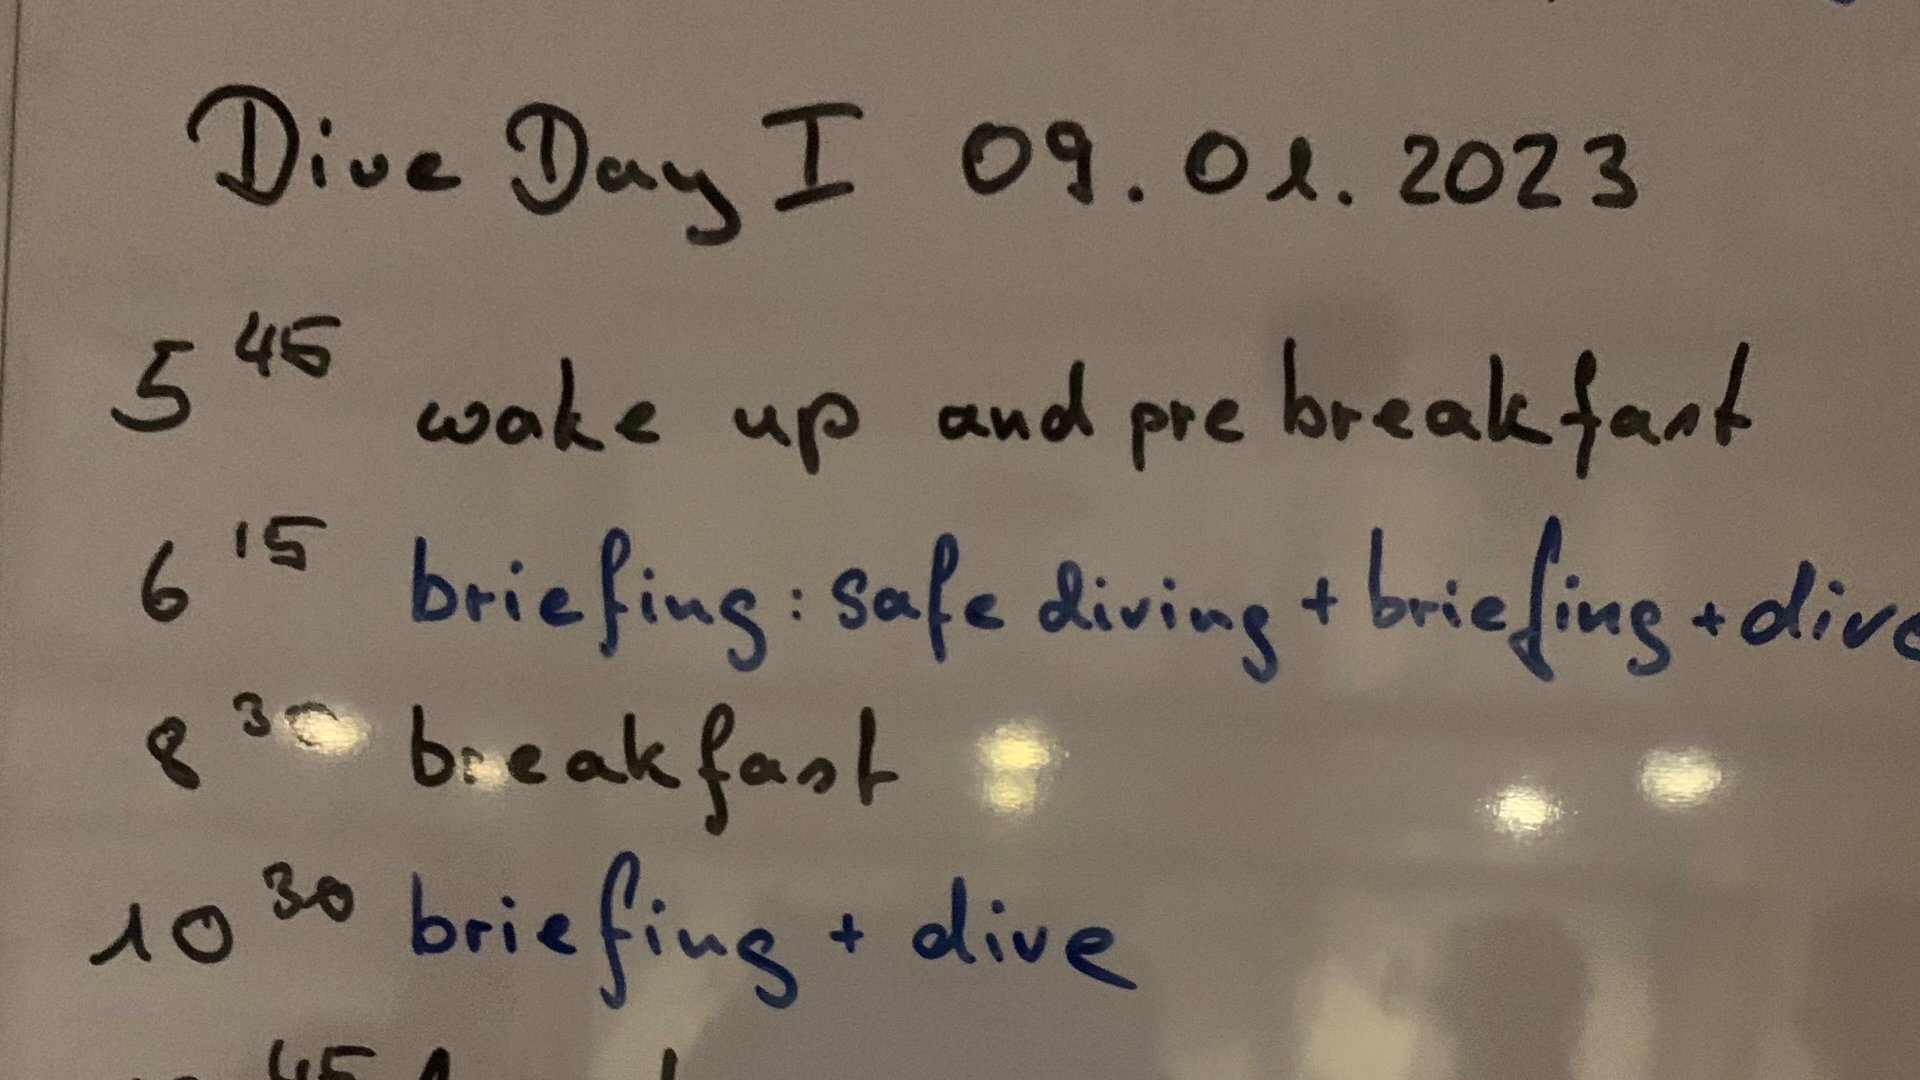 Dive Day I 09.01.2023
5 45 wake up and pre breakfast
6 15 briefing: safe diving + briefing + dive
8 30 breakfast
10 30 briefing + dive
45